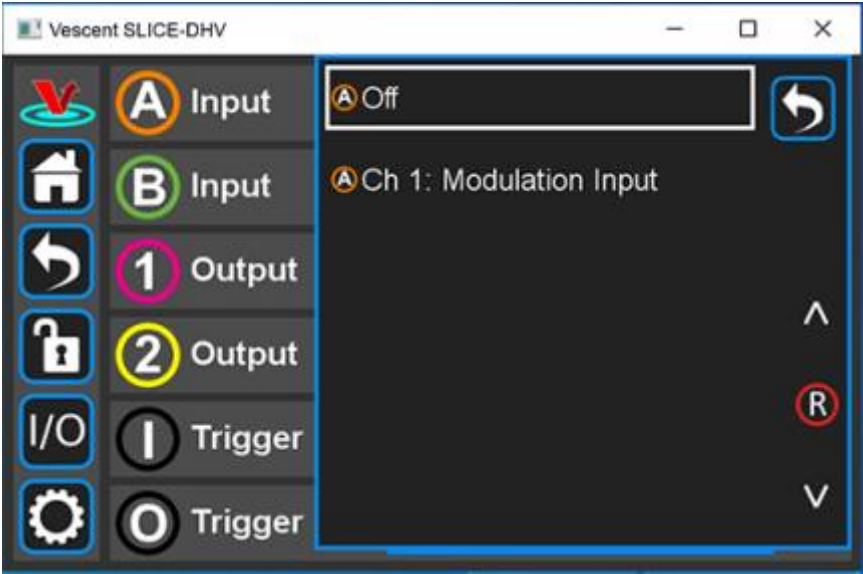 Vescent SLICE-DHV
A Input
B Input
1 Output
2 Output
I Trigger
O Trigger
I/O
A Off
A Ch 1: Modulation Input
R